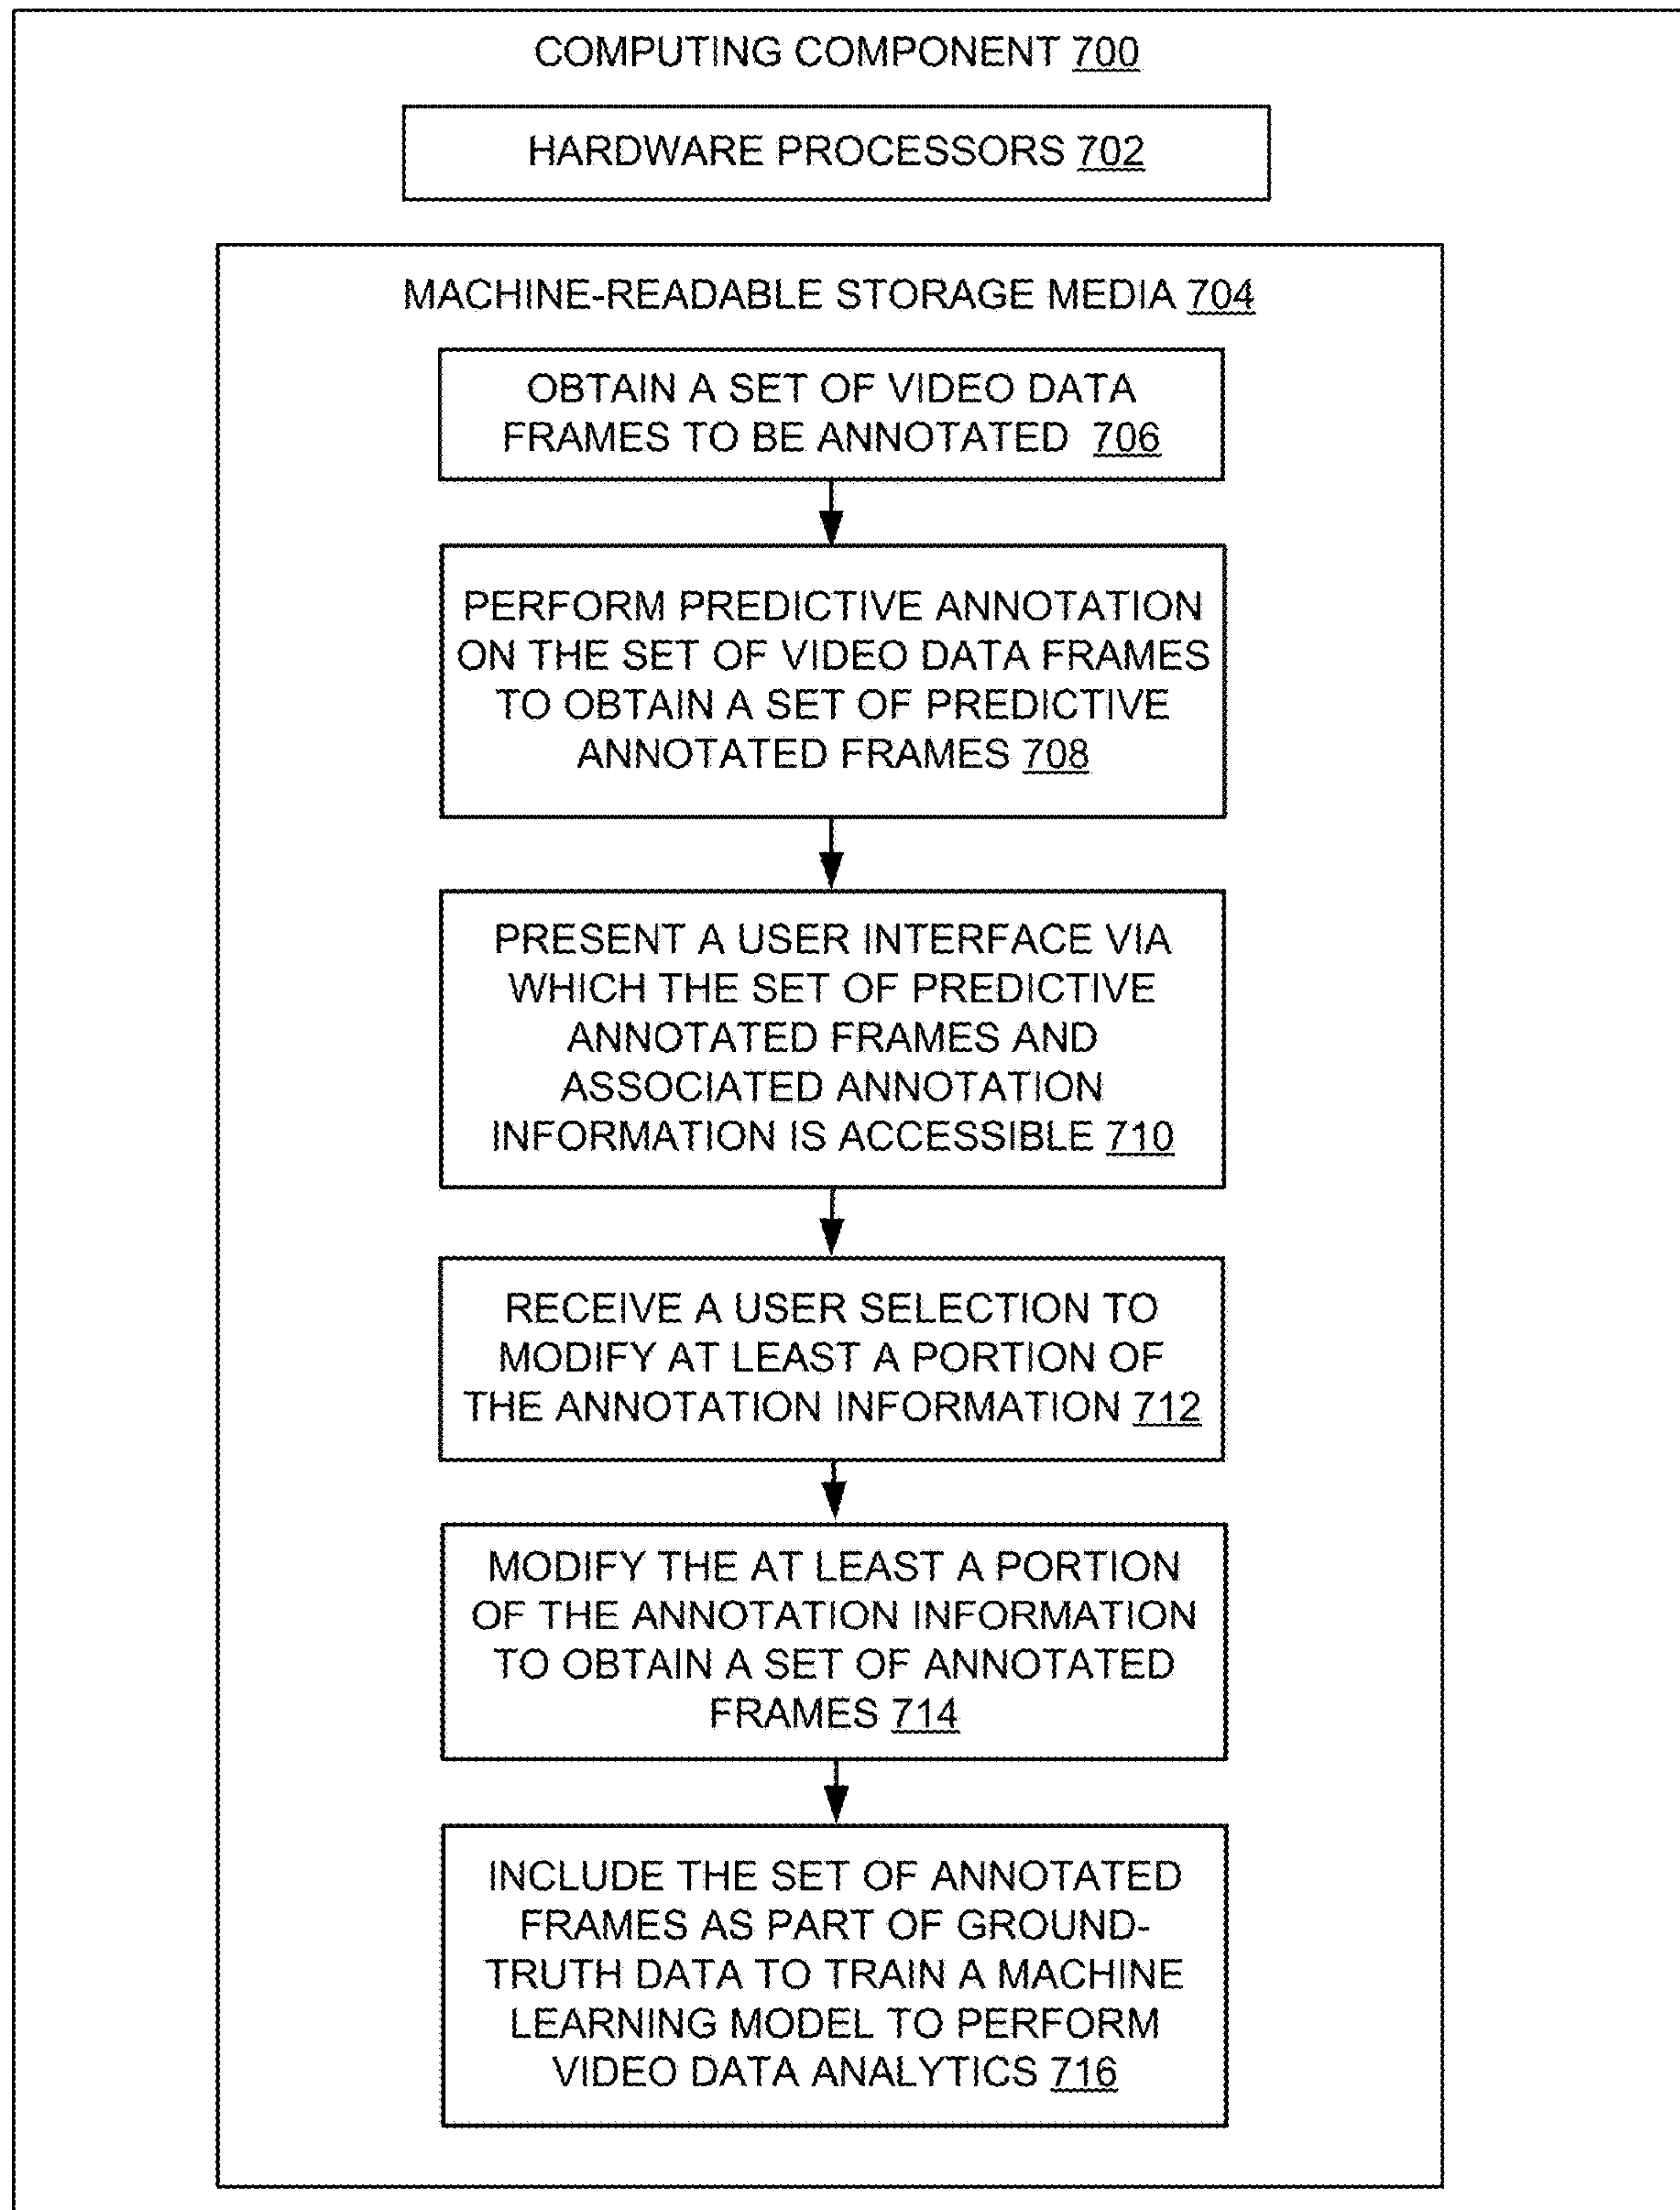 COMPUTING COMPONENT 700
HARDWARE PROCESSORS 702
MACHINE-READABLE STORAGE MEDIA 704
OBTAIN A SET OF VIDEO DATA
FRAMES TO BE ANNOTATED 706
PERFORM PREDICTIVE ANNOTATION
ON THE SET OF VIDEO DATA FRAMES
TO OBTAIN A SET OF PREDICTIVE
ANNOTATED FRAMES 708
PRESENT A USER INTERFACE VIA
WHICH THE SET OF PREDICTIVE
ANNOTATED FRAMES AND
ASSOCIATED ANNOTATION
INFORMATION IS ACCESSIBLE 710
RECEIVE A USER SELECTION TO
MODIFY AT LEAST A PORTION OF
THE ANNOTATION INFORMATION 712
MODIFY THE AT LEAST A PORTION
OF THE ANNOTATION INFORMATION
TO OBTAIN A SET OF ANNOTATED
FRAMES 714
INCLUDE THE SET OF ANNOTATED
FRAMES AS PART OF GROUND-
TRUTH DATA TO TRAIN A MACHINE
LEARNING MODEL TO PERFORM
VIDEO DATA ANALYTICS 716